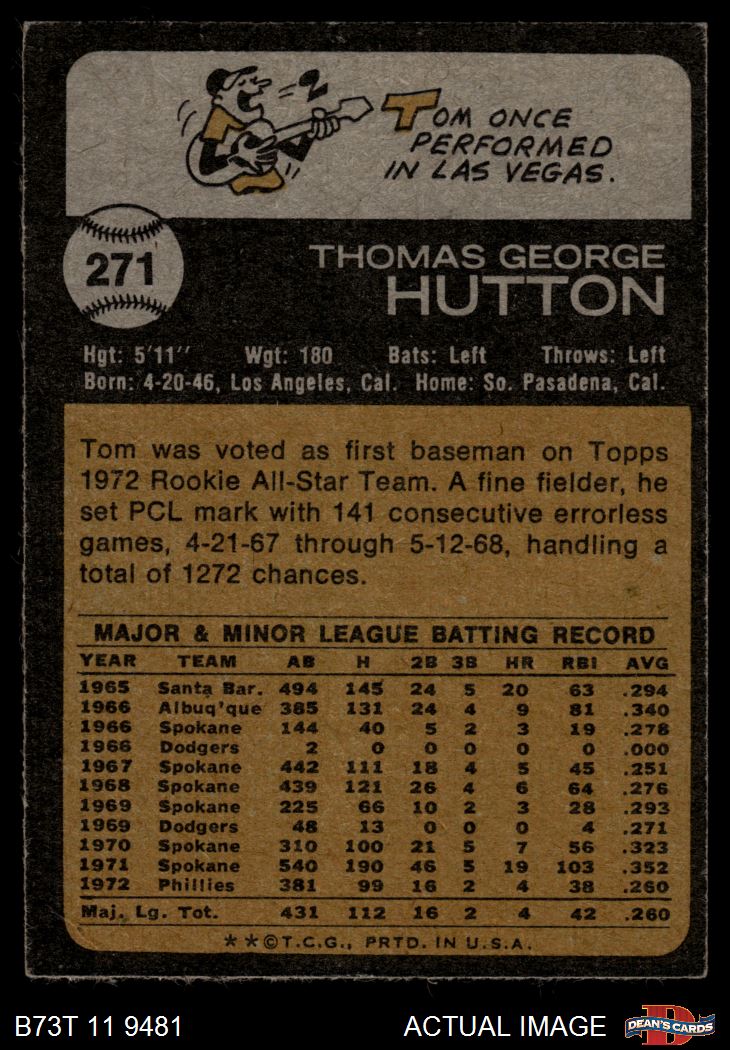 TOM ONCE
PERFORMED
IN LAS VEGAS.
271
THOMAS GEORGE
HUTTON
Hgt: 5'11" Wgt: 180 Bats: Left Throws: Left
Born: 4-20-46, Los Angeles, Cal. Home: So. Pasadena, Cal.
Tom was voted as first baseman on Topps
1972 Rookie All-Star Team. A fine fielder, he
set PCL mark with 141 consecutive errorless
games, 4-21-67 through 5-12-68, handling a
total of 1272 chances.
MAJOR & MINOR LEAGUE BATTING RECORD
YEAR TEAM AB H 2B 3B HR RBI AVG
1965 Santa Bar. 494 145 24 5 20 63 .294
1966 Albuq'que 385 131 24 4 9 81 .340
1966 Spokane 144 40 5 2 3 19 .278
1966 Dodgers 2 0 0 0 0 0 .000
1967 Spokane 442 111 18 4 5 45 .251
1968 Spokane 439 121 26 4 6 64 .276
1969 Spokane 225 66 10 2 3 28 .293
1969 Dodgers 48 13 0 0 0 4 .271
1970 Spokane 310 100 21 5 7 56 .323
1971 Spokane 540 190 46 5 19 103 .352
1972 Phillies 381 99 16 2 4 38 .260
Maj. Lg. Tot. 431 112 16 2 4 42 .260
**©T.C.G., PRTD. IN U.S.A.
B73T 11 9481 ACTUAL IMAGE DEAN'S CARDS